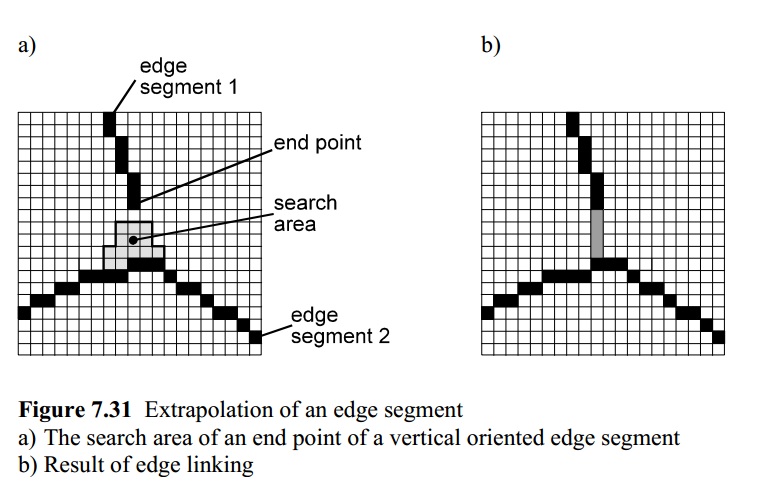 a)
b)
edge
segment 1
end point
search
area
edge
segment 2
Figure 7.31 Extrapolation of an edge segment
a) The search area of an end point of a vertical oriented edge segment
b) Result of edge linking